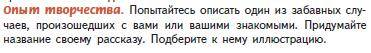 Опыт творчества. Попытайтесь описать один из забавных слу-
чаев, произошедших с вами или вашими знакомыми. Придумайте
название своему рассказу. Подберите к нему иллюстрацию.